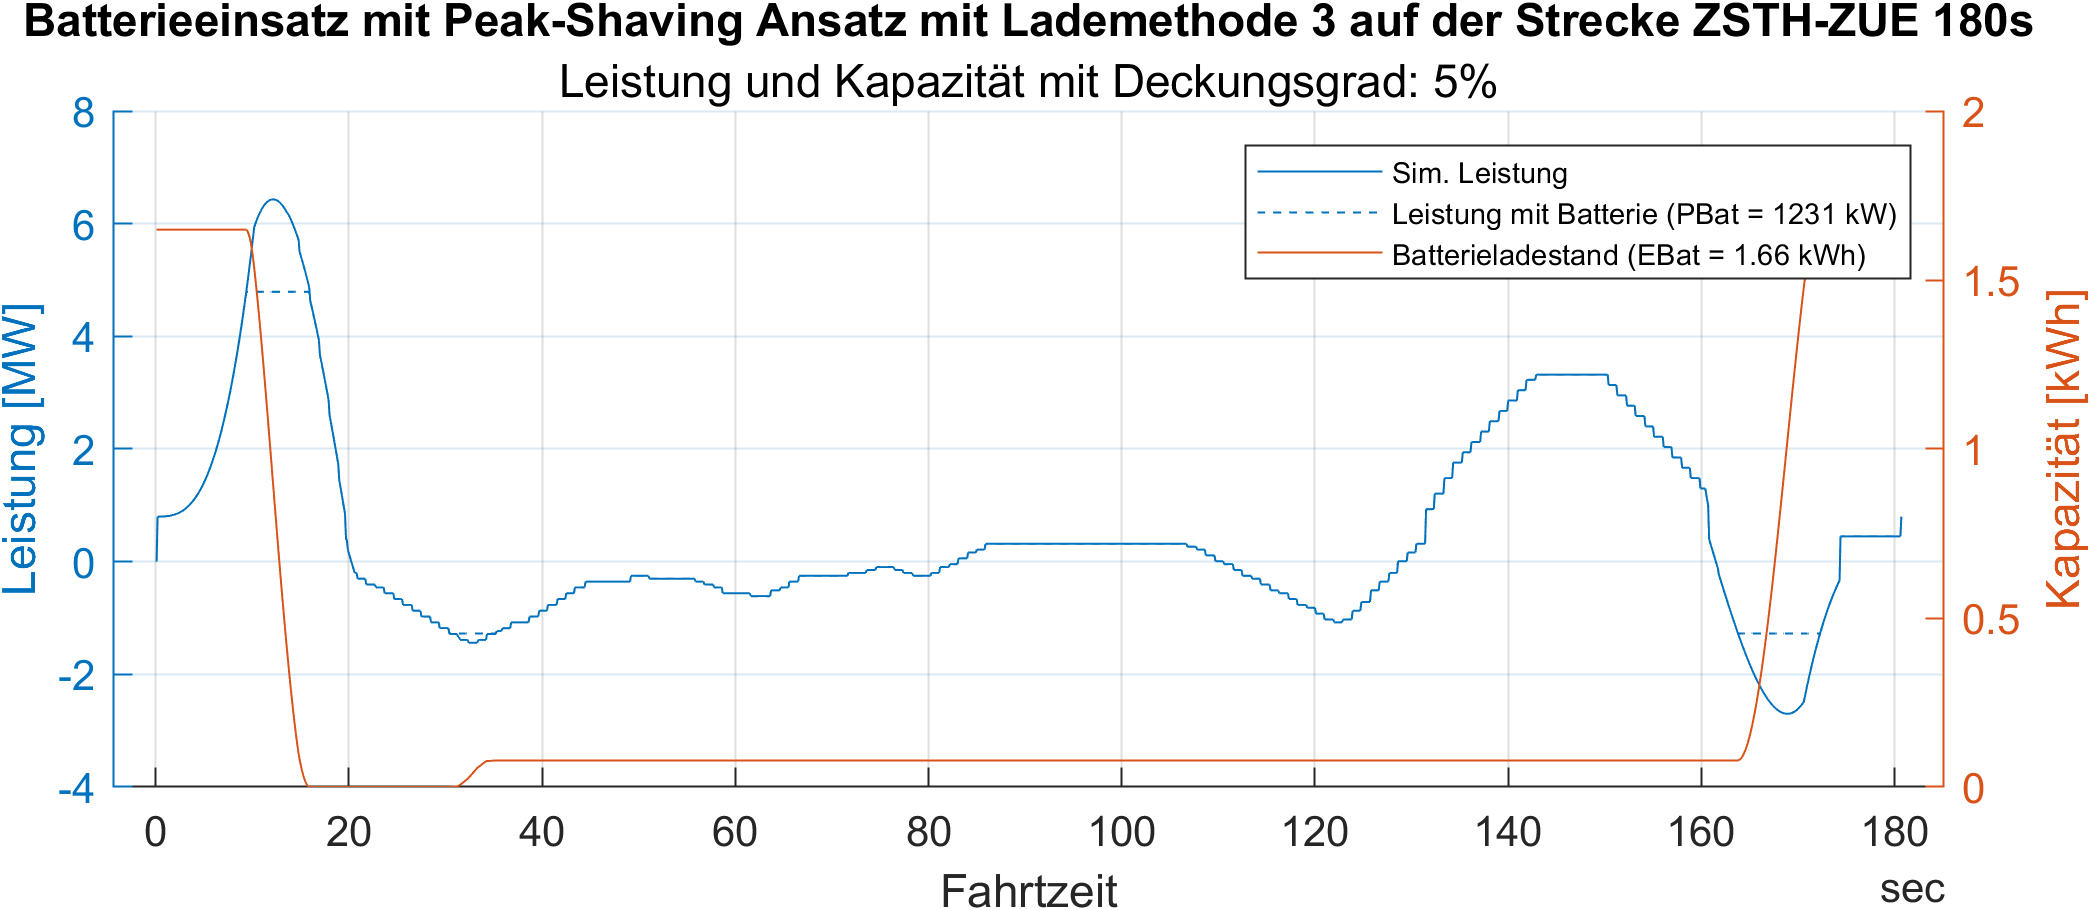 Batterieeinsatz mit Peak-Shaving Ansatz mit Lademethode 3 auf der Strecke ZSTH-ZUE 180s
Leistung und Kapazität mit Deckungsgrad: 5%
Leistung [MW]
8
6
4
2
0
-2
-4
Sim. Leistung
Leistung mit Batterie (PBat = 1231 kW)
Batterieladestand (EBat = 1.66 kWh)
2
1.5
1
0.5
0
Kapazität [kWh]
0 20 40 60 80 100 120 140 160 180
Fahrtzeit
sec